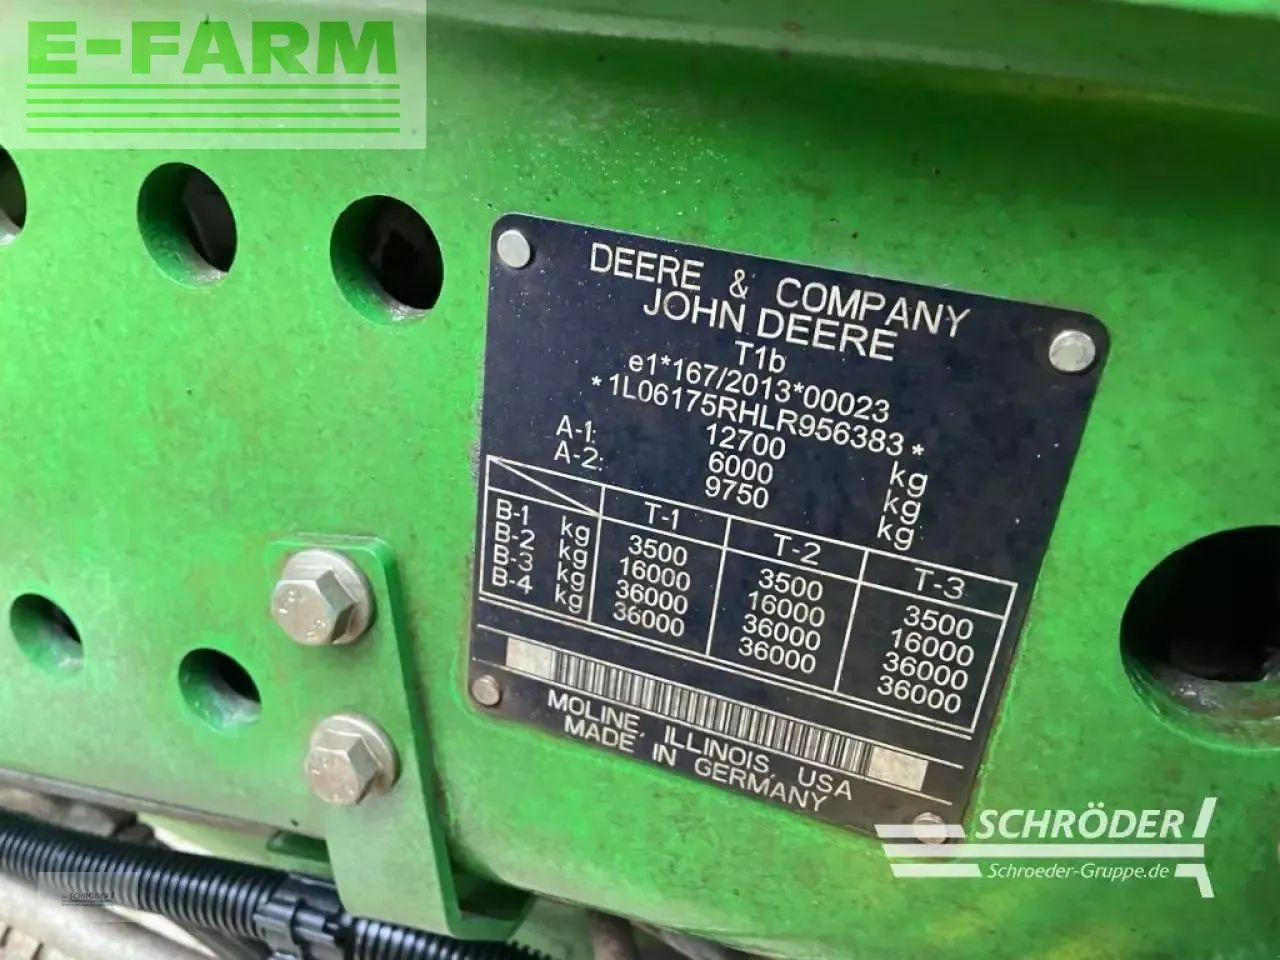 E-FARM
DEERE & COMPANY
JOHN DEERE
T1b
e1*167/2013*00023
*1L06175RHLR956383*
12700 kg
A-1: 6000 kg
A-2: 9750 kg
T-1 T-2 T-3
B-1 kg 3500 3500 3500
B-2 kg 16000 16000 16000
B-3 kg 36000 36000 36000
B-4 kg 36000 36000 36000
MOLINE, ILLINOIS, USA
MADE IN GERMANY
SCHRÖDER
Schroeder-Gruppe.de
SCHRÖDER